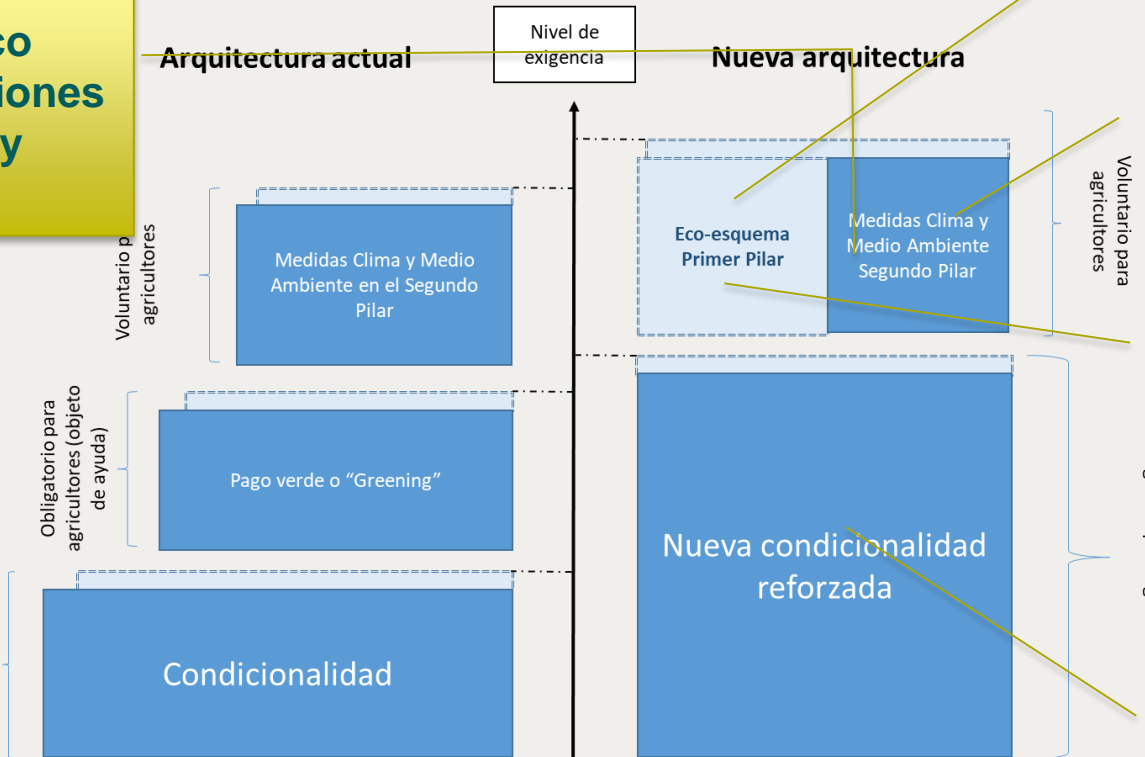 co
iones
y
Arquitectura actual
Nivel de
exigencia
Nueva arquitectura
Voluntario p
agricultores
Medidas Clima y Medio
Ambiente en el Segundo
Pilar
Eco-esquema
Primer Pilar
Medidas Clima y
Medio Ambiente
Segundo Pilar
Voluntario para
agricultores
Obligatorio para
agricultores (objeto
de ayuda)
Pago verde o “Greening”
Nueva condicionalidad
reforzada
Condicionalidad